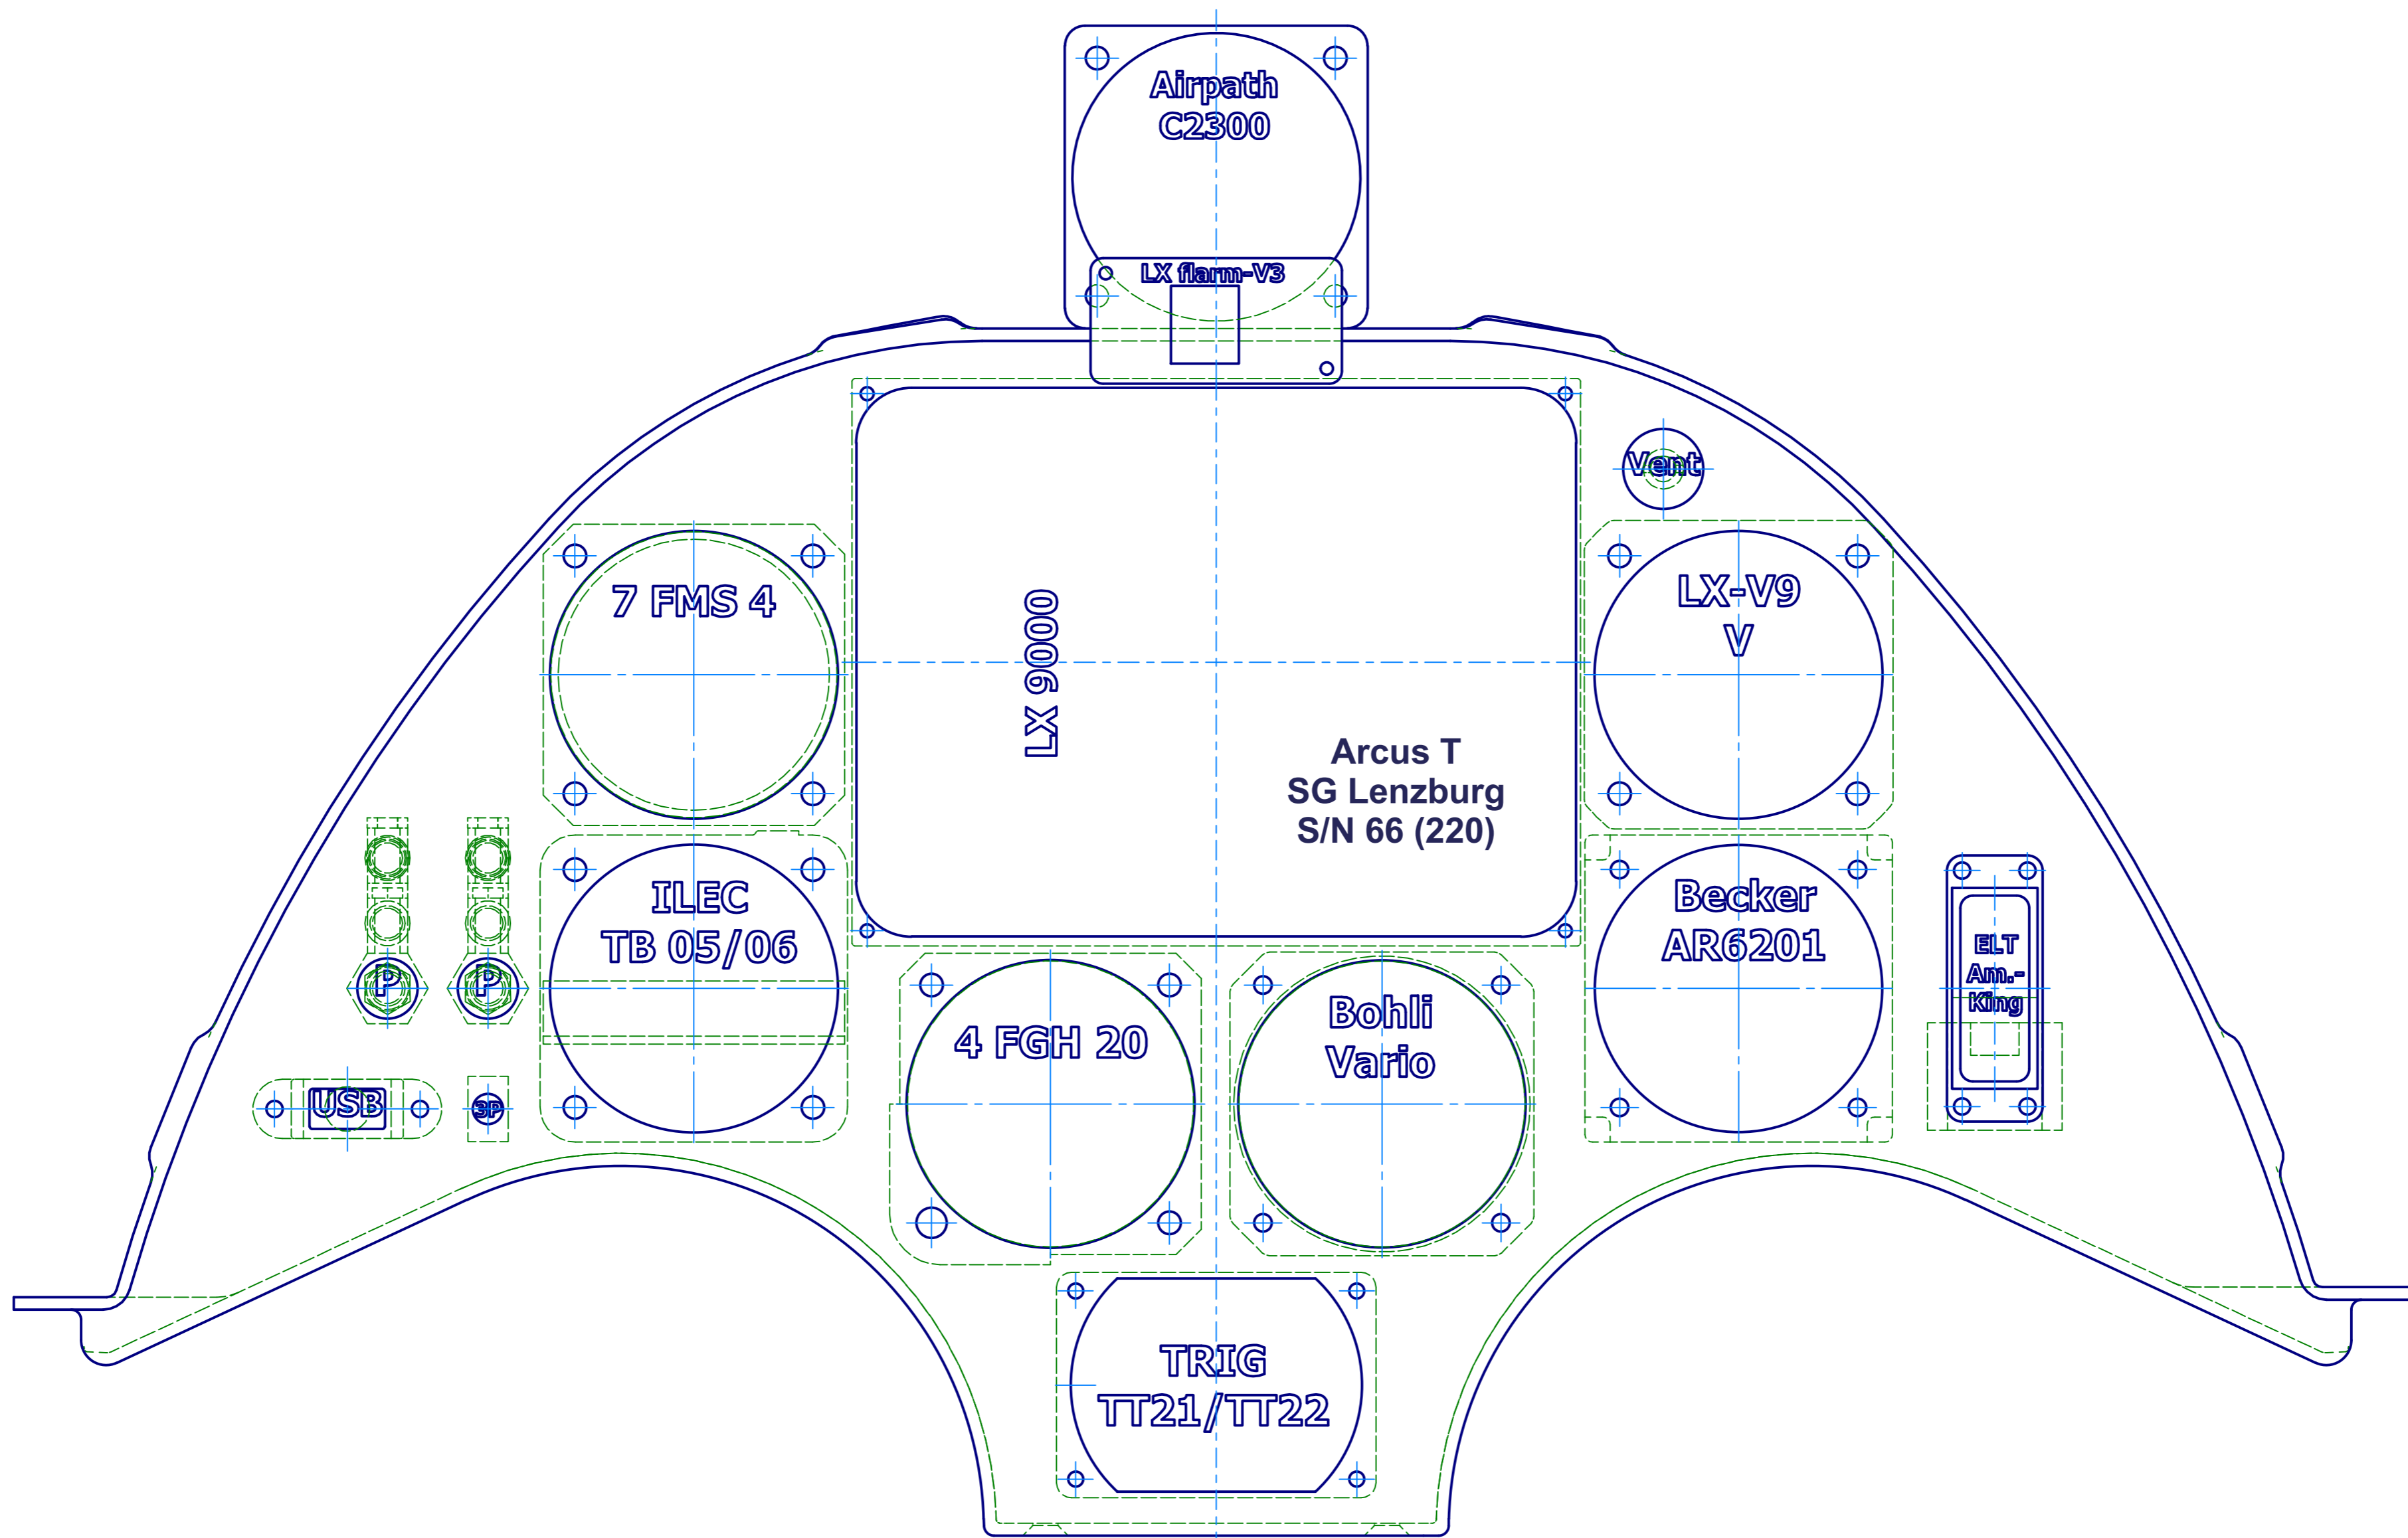 Airpath
C2300
LX flarm-V3
Vent
7 FMS 4
LX 9000
LX-V9
V
Arcus T
SG Lenzburg
S/N 66 (220)
ILEC
TB 05/06
Becker
AR6201
ELT
Am.-
King
P
P
4 FGH 20
Bohli
Vario
USB
3P
TRIG
TT21/TT22